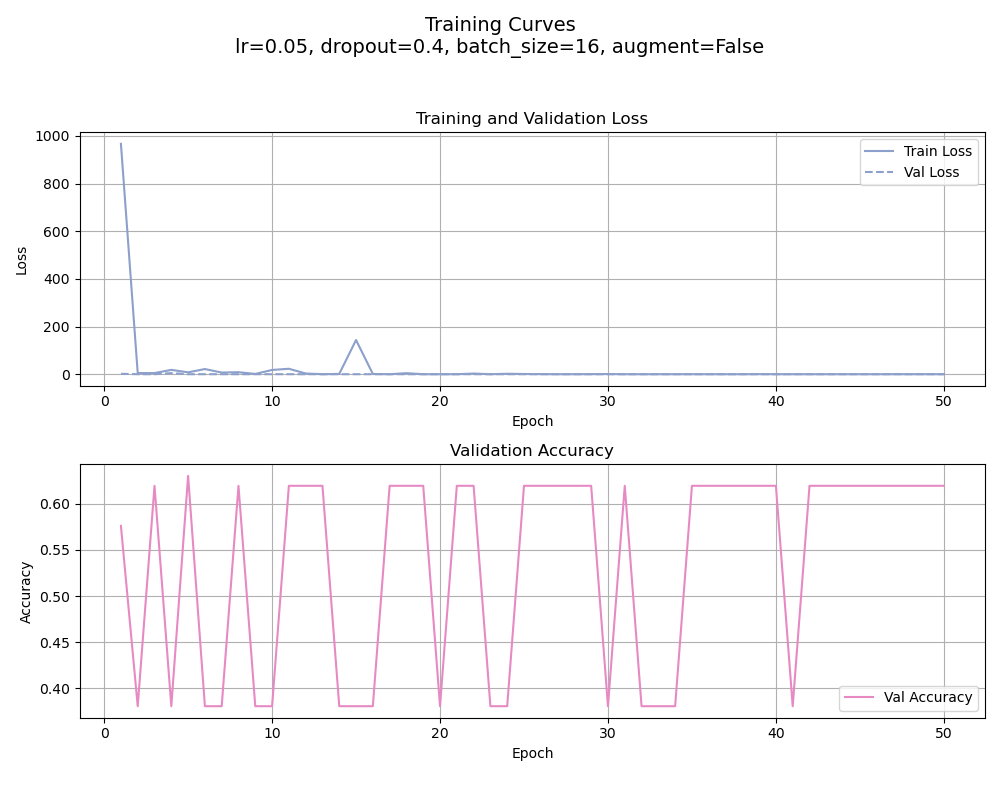 Training Curves
lr=0.05, dropout=0.4, batch_size=16, augment=False
Training and Validation Loss
1000
800
600
400
200
0
Loss
Train Loss
Val Loss
0 10 20 30 40 50
Epoch
Validation Accuracy
0.60
0.55
0.50
0.45
0.40
Accuracy
Val Accuracy
0 10 20 30 40 50
Epoch